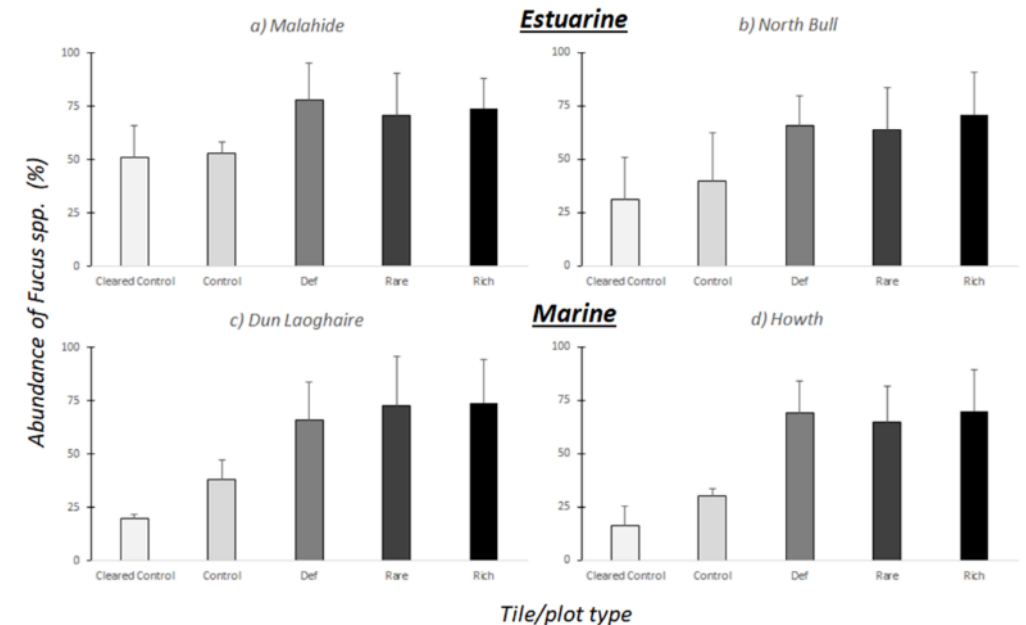 Estuarine
a) Malahide
b) North Bull
100
75
50
25
0
Cleared Control Control Def Rare Rich
100
75
50
25
0
Cleared Control Control Def Rare Rich
Abundance of Fucus spp. (%)
Marine
c) Dun Laoghaire
d) Howth
100
75
50
25
0
Cleared Control Control Def Rare Rich
100
75
50
25
0
Cleared Control Control Def Rare Rich
Tile/plot type